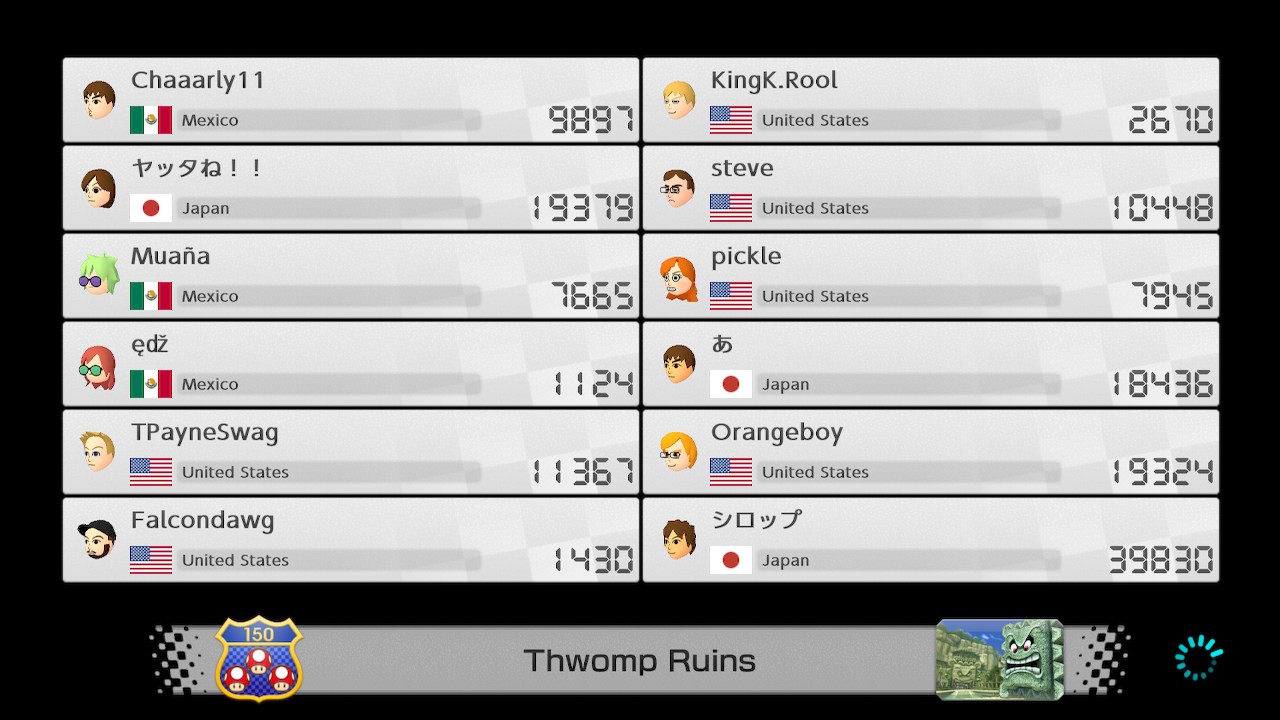 Chaaarly11
Mexico
9897
KingK.Rool
United States
2670
ヤッタね！！
Japan
19379
steve
United States
10448
Muaña
Mexico
7665
pickle
United States
7945
ędž
Mexico
1124
あ
Japan
18436
TPayneSwag
United States
11367
Orangeboy
United States
19324
Falcondawg
United States
1430
シロップ
Japan
39830
150
Thwomp Ruins